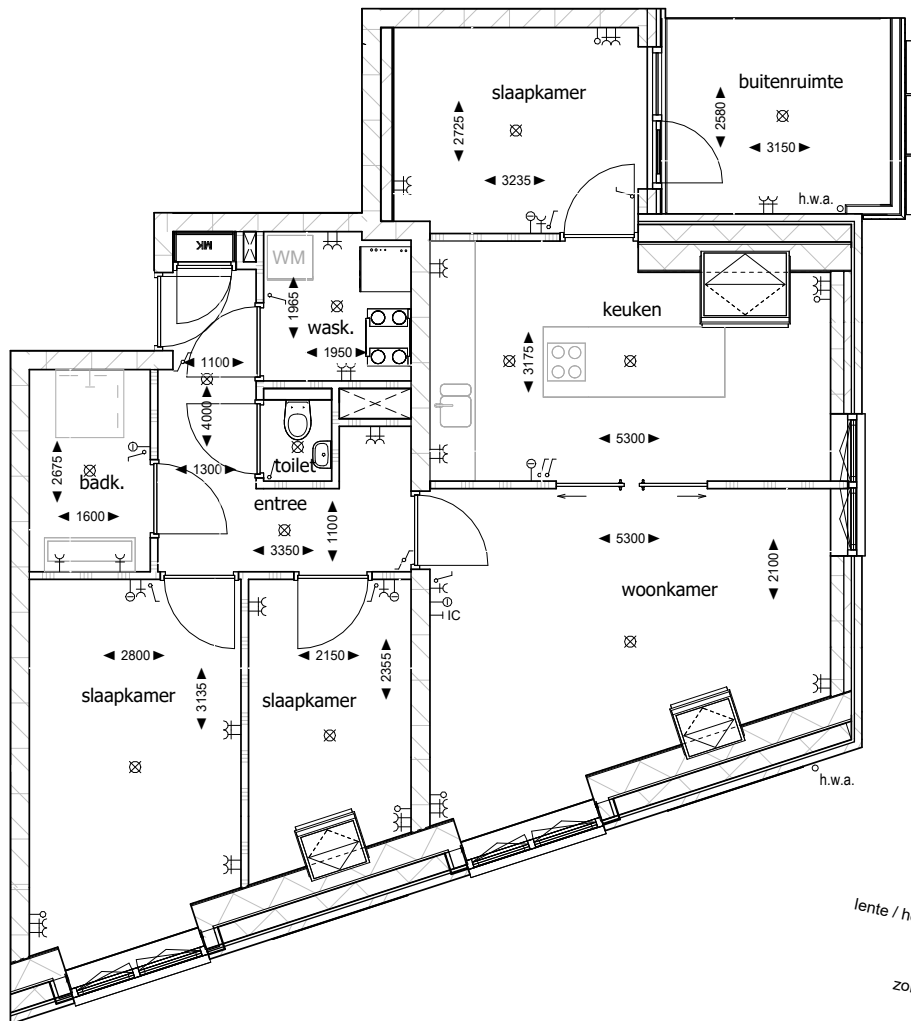 slaapkamer
2725
3235
buitenruimte
2580
3150
h.w.a.
MK
WM
1965
wask.
1950
keuken
3175
5300
1100
4000
1300
toilet
entree
1100
3350
2675
badk.
1600
5300
2100
woonkamer
IC
2800
slaapkamer
3135
2150
slaapkamer
2355
h.w.a.
lente / h